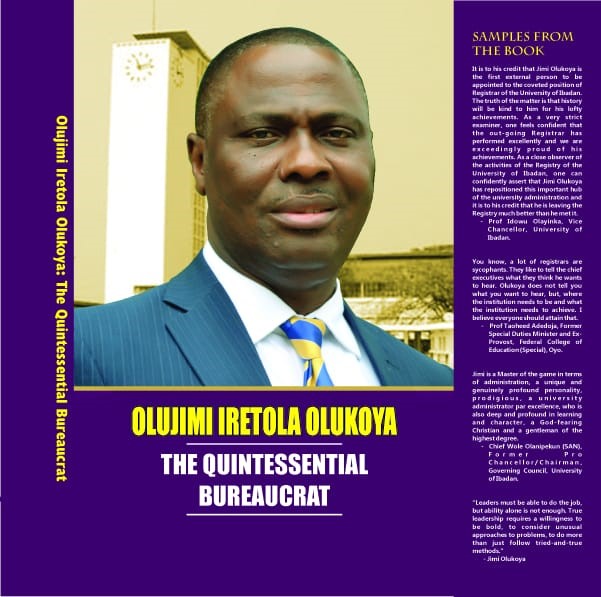 Olujimi Iretola Olukoya: The Quintessential Bureaucrat
OLUJIMI IRETOLA OLUKOYA
THE QUINTESSENTIAL
BUREAUCRAT
SAMPLES FROM
THE BOOK
It is to his credit that Jimi Olukoya is
the first external person to be
appointed to the coveted position of
Registrar of the University of Ibadan.
The truth of the matter is that history
will be kind to him for his lofty
achievements. As a very strict
examiner, one feels confident that
the out-going Registrar has
performed excellently and we are
exceedingly proud of his
achievements. As a close observer of
the activities of the Registry of the
University of Ibadan, one can
confidently assert that Jimi Olukoya
has repositioned this important hub
of the university administration and
it is to his credit that he is leaving the
Registry much better than he met it.
- Prof Idowu Olayinka, Vice
Chancellor, University of
Ibadan.
You know, a lot of registrars are
sycophants. They like to tell the chief
executives what they think he wants
to hear. Olukoya does not tell you
what you want to hear, but, where
the institution needs to be and what
the institution needs to achieve. I
believe everyone should attain that.
- Prof Taoheed Adedoja, Former
Special Duties Minister and Ex-
Provost, Federal College of
Education (Special), Oyo.
Jimi is a Master of the game in terms
of administration, a unique and
genuinely profound personality,
prodigious, a university
administrator par excellence, who is
also deep and profound in learning
and character, a God-fearing
Christian and a gentleman of the
highest degree.
- Chief Wole Olanipekun (SAN),
Former Pro
Chancellor/Chairman,
Governing Council, University
of Ibadan.
"Leaders must be able to do the job,
but ability alone is not enough. True
leadership requires a willingness to
be bold, to consider unusual
approaches to problems, to do more
than just follow tried-and-true
methods."
- Jimi Olukoya